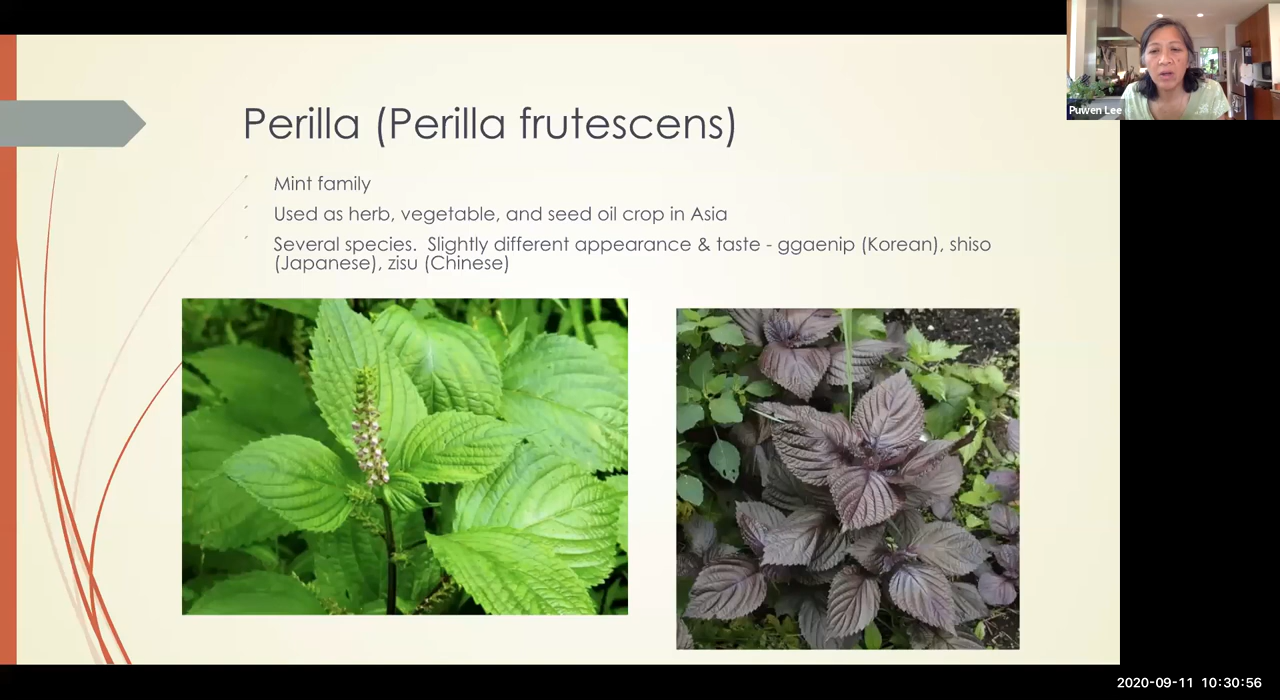 Puwen Lee
Perilla (Perilla frutescens)
Mint family
Used as herb, vegetable, and seed oil crop in Asia
Several species.  Slightly different appearance & taste - ggaenip (Korean), shiso
(Japanese), zisu (Chinese)
2020-09-11 10:30:56